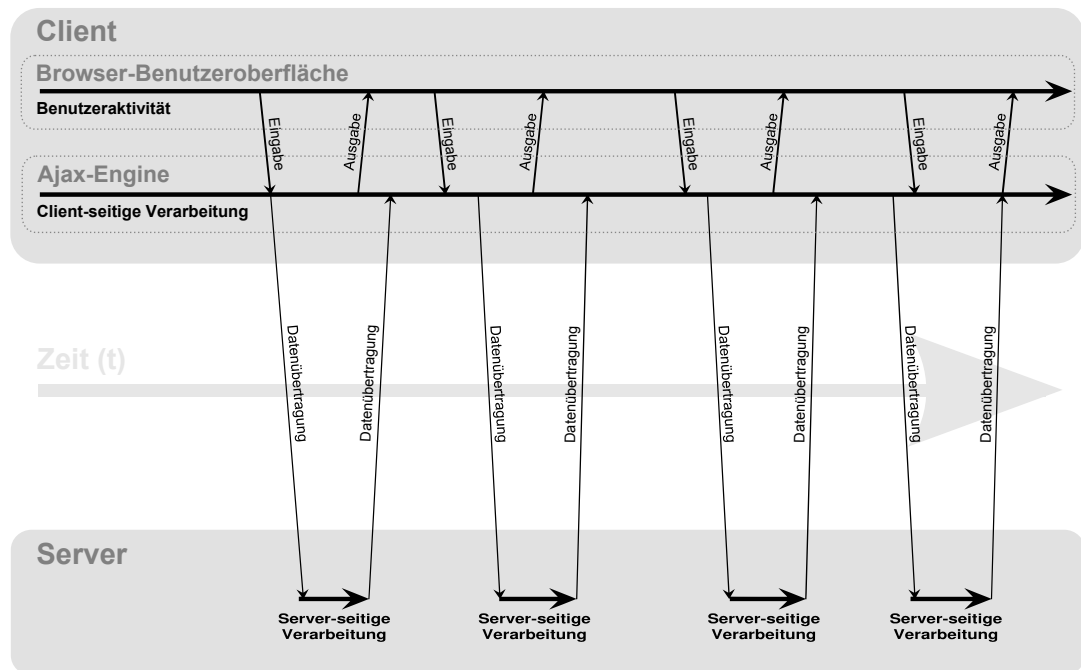 Client
Browser-Benutzeroberfläche
Benutzeraktivität
Eingabe
Ausgabe
Eingabe
Ausgabe
Eingabe
Ausgabe
Eingabe
Ausgabe
Ajax-Engine
Client-seitige Verarbeitung
Zeit (t)
Datenübertragung
Datenübertragung
Datenübertragung
Datenübertragung
Datenübertragung
Datenübertragung
Datenübertragung
Datenübertragung
Server
Server-seitige
Verarbeitung
Server-seitige
Verarbeitung
Server-seitige
Verarbeitung
Server-seitige
Verarbeitung